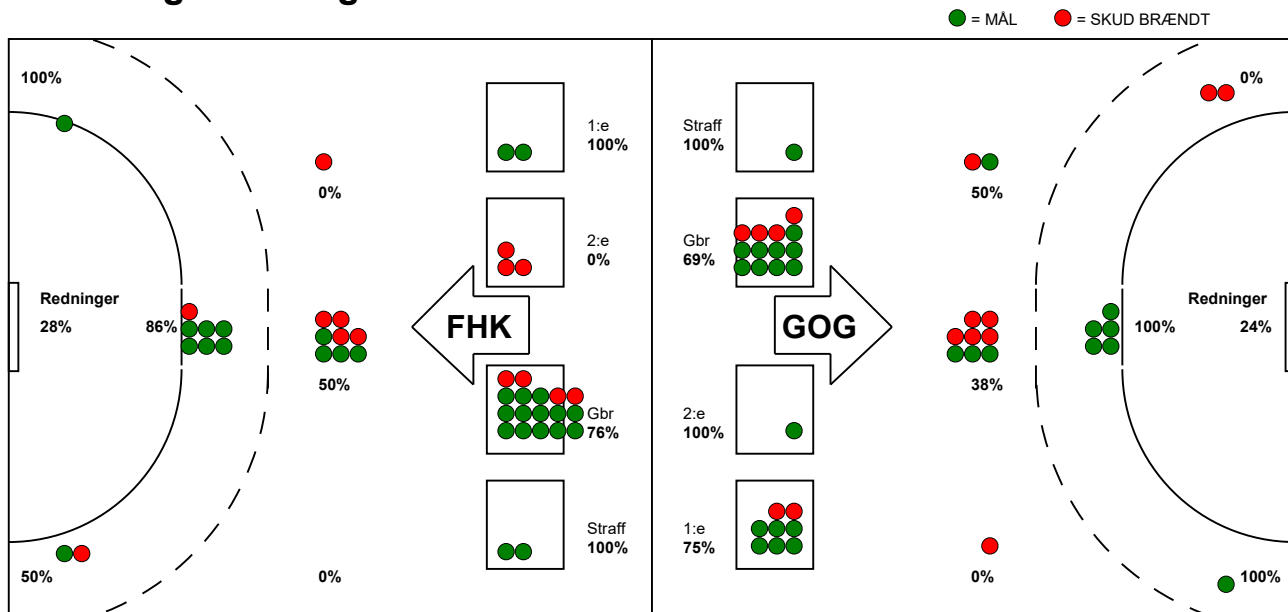 = MÅL = SKUD BRÆNDT
100%
0%
1:e
100%
Straff
100%
0%
50%
2:e
0%
Gbr
69%
Redninger
28%
86%
FHK
GOG
Redninger
24%
100%
50%
38%
Gbr
76%
2:e
100%
Straff
100%
1:e
75%
50%
0%
0%
100%